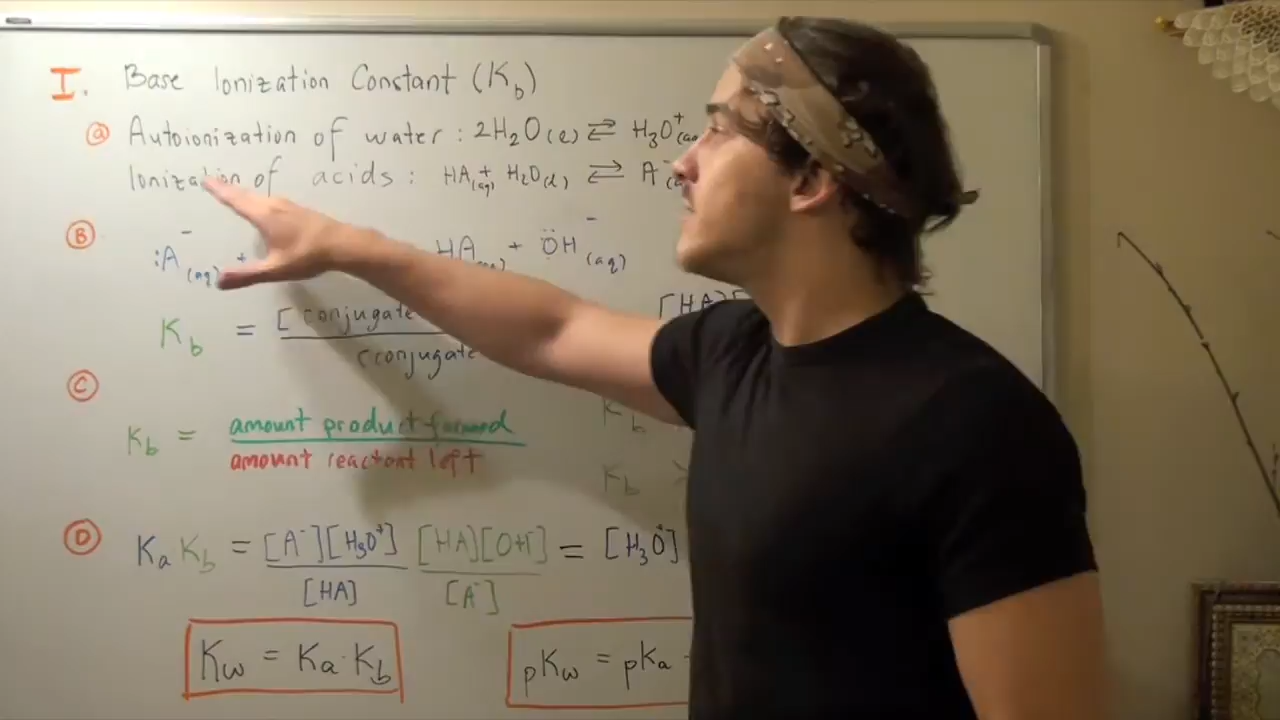 I. Base Ionization Constant (Kb)
a Autoionization of water : 2H₂O(l) ⇌ H₃O⁺(aq
Ionization of acids : HA(aq) + H₂O(l) ⇌ A⁻(a
B :A⁻(aq) + HA + ÖH⁻(aq)
Kb = [conjugate [HA][
(conjugate
C Kb
Kb = amount product formed
amount reactant left
Kb >
D Ka Kb = [A⁻][H₃O⁺] [HA][OH⁻] = [H₃O⁺]
[HA] [A⁻]
Kw = Ka·Kb pKw = pKa